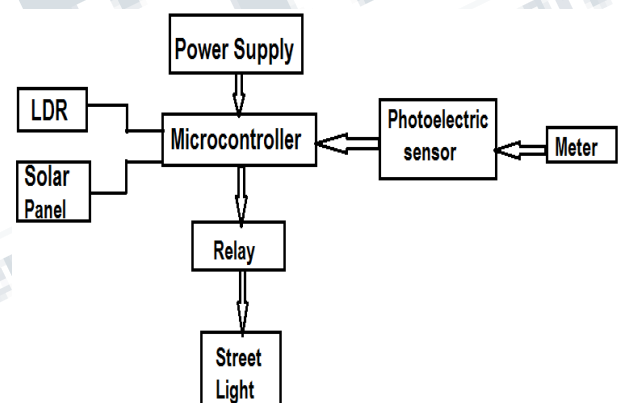 Power Supply
LDR
Microcontroller
Photoelectric
sensor
Meter
Solar
Panel
Relay
Street
Light